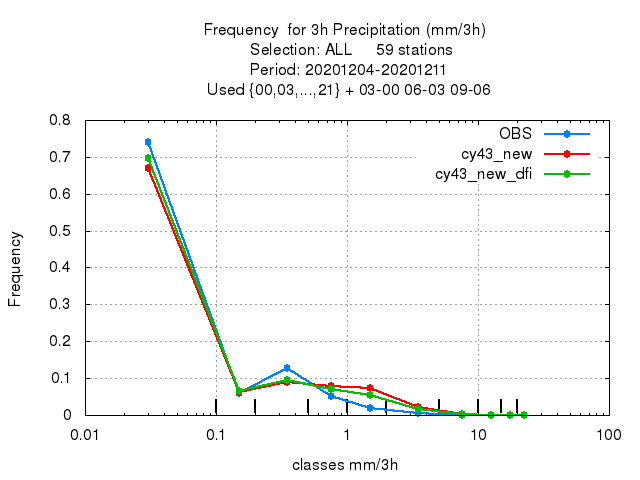 Frequency  for 3h Precipitation (mm/3h)
Selection: ALL     59 stations
Period: 20201204-20201211
Used {00,03,...,21} + 03-00 06-03 09-06
OBS
cy43_new
cy43_new_dfi
0.8
0.7
0.6
0.5
0.4
0.3
0.2
0.1
0
Frequency
0.01
0.1
1
10
100
classes mm/3h